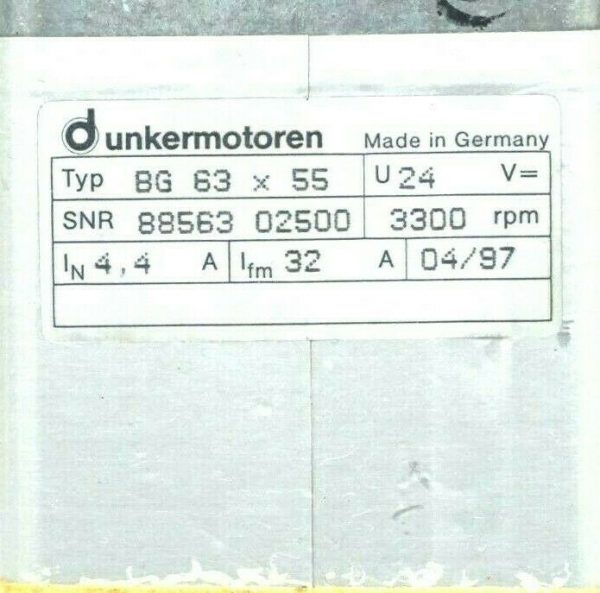 dunkermotoren Made in Germany
Typ BG 63 x 55 U 24 V=
SNR 88563 02500 3300 rpm
IN 4,4 A Ifm 32 A 04/97